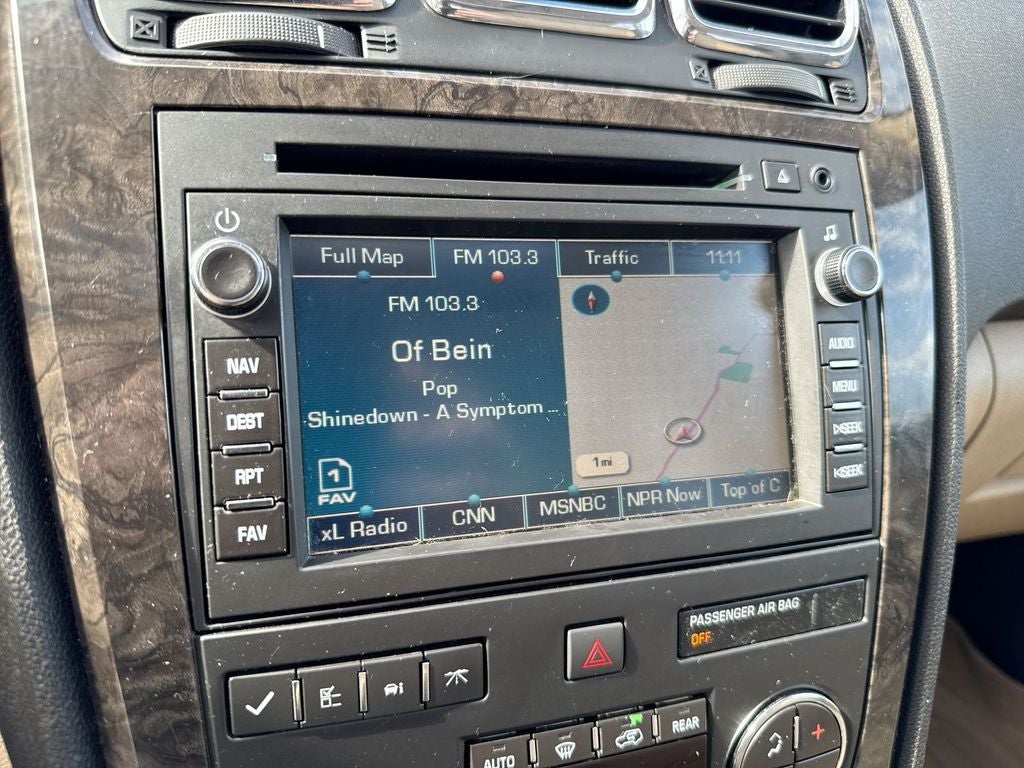 Full Map
FM 103.3
Traffic
11:11
FM 103.3
Of Bein
Pop
Shinedown - A Symptom ...
1
FAV
1 mi
xL Radio
CNN
MSNBC
NPR Now
Top of C
NAV
DEST
RPT
FAV
AUDIO
MENU
SEEK
SEEK
PASSENGER AIR BAG
OFF
AUTO
REAR